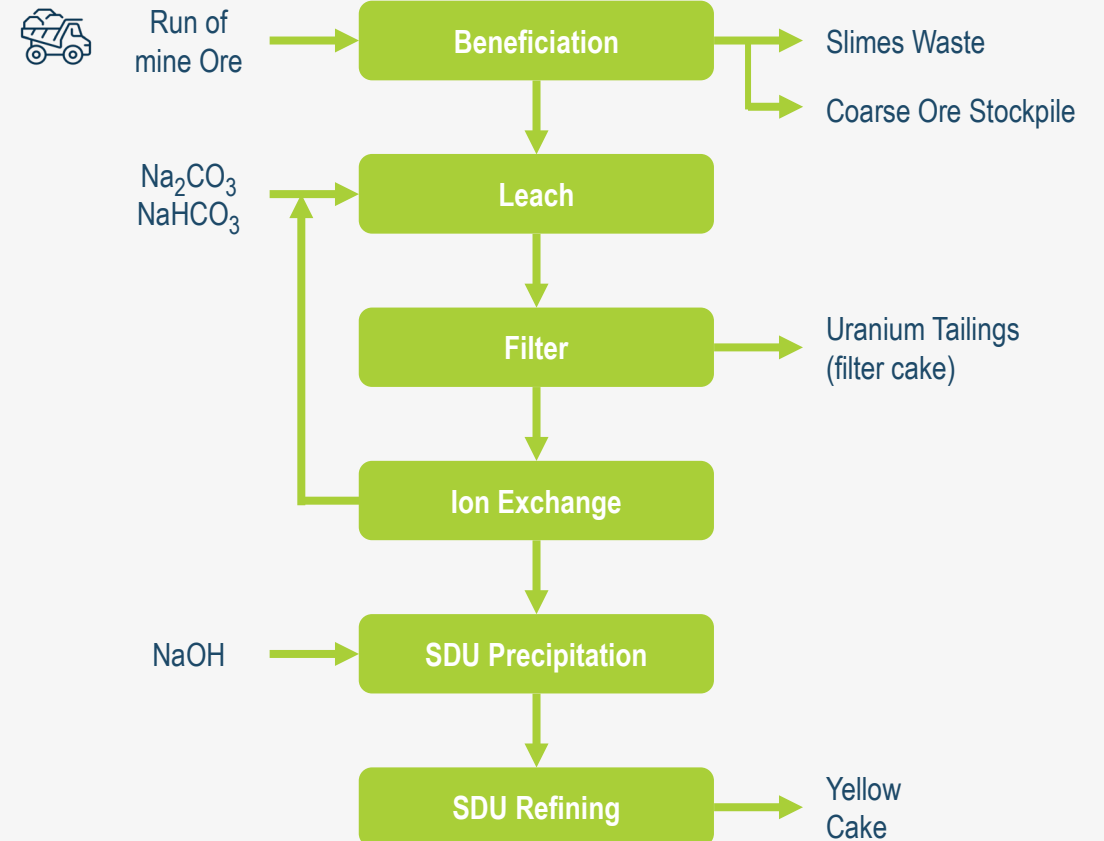 Run of
mine Ore
Beneficiation
Slimes Waste
Coarse Ore Stockpile
Na₂CO₃
NaHCO₃
Leach
Filter
Uranium Tailings
(filter cake)
Ion Exchange
NaOH
SDU Precipitation
SDU Refining
Yellow
Cake